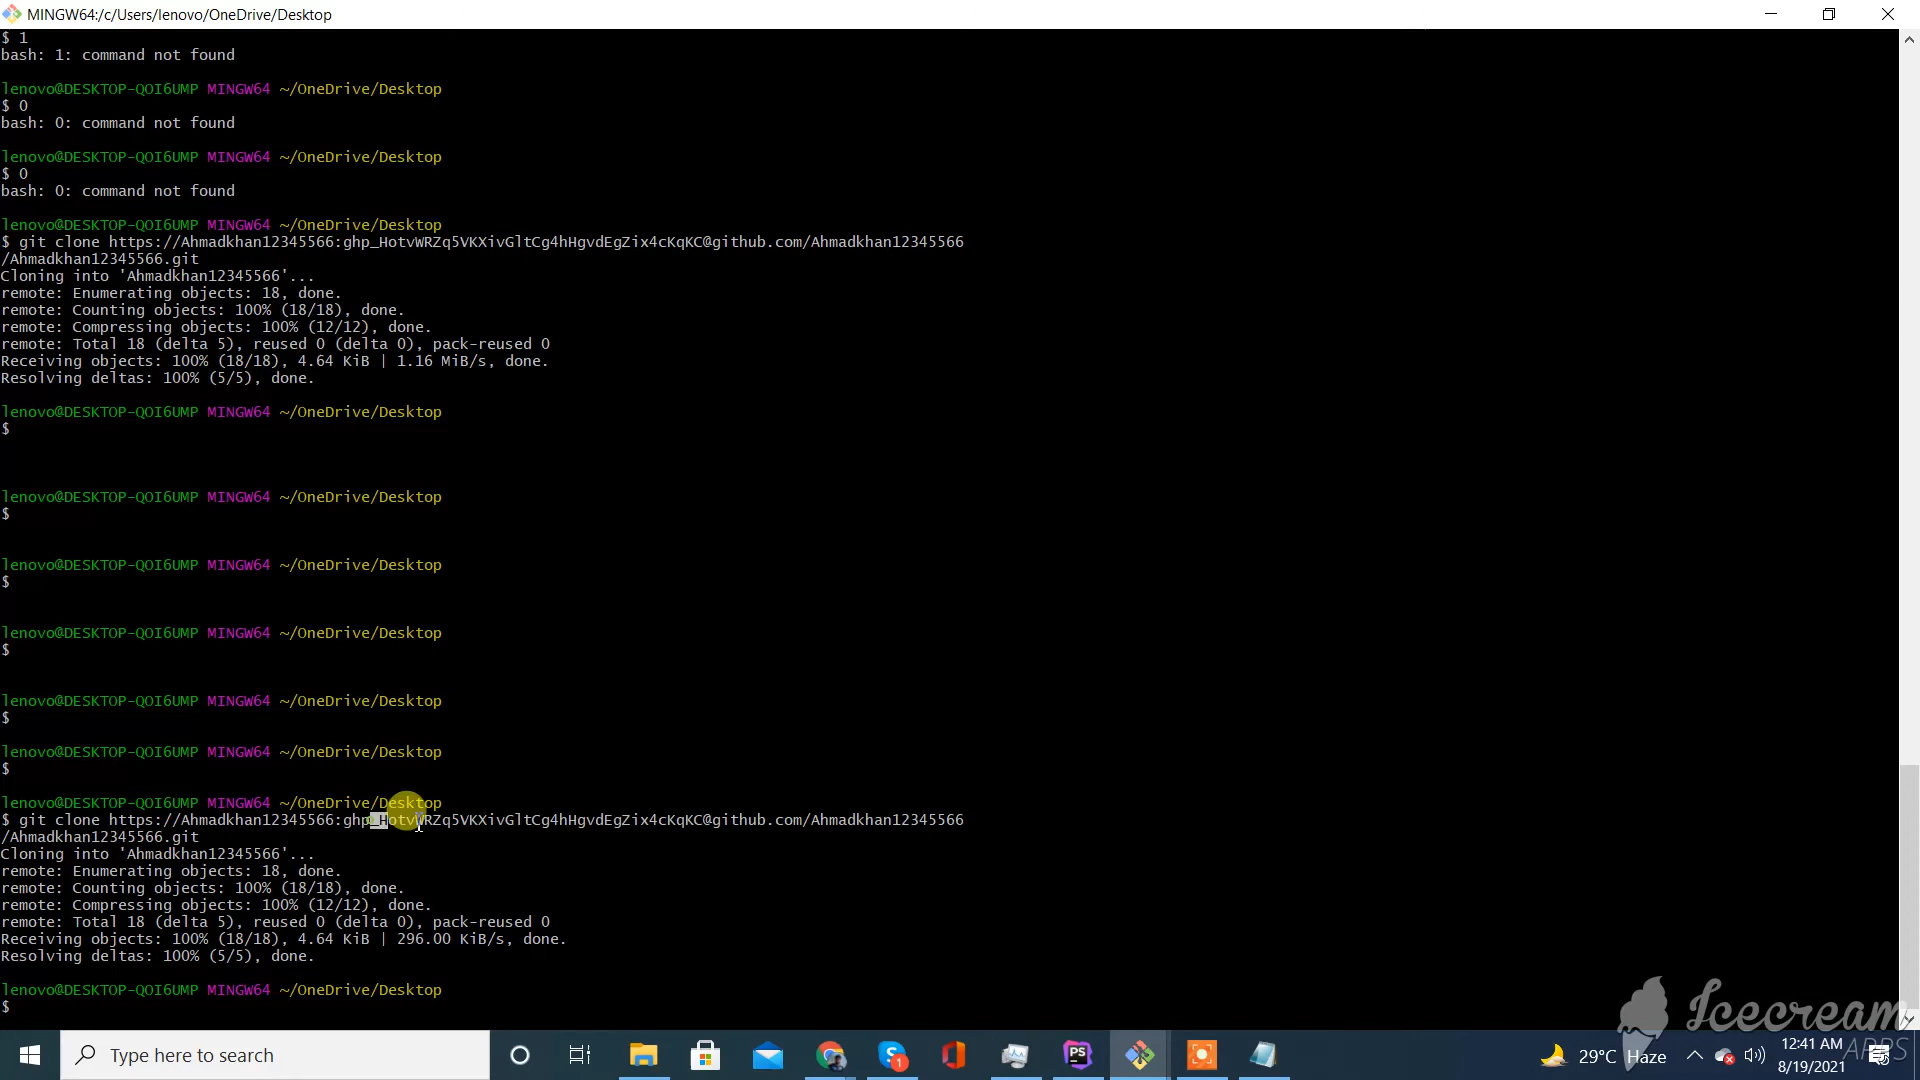 MINGW64:/c/Users/lenovo/OneDrive/Desktop
$ 1
bash: 1: command not found
lenovo@DESKTOP-QOI6UMP MINGW64 ~/OneDrive/Desktop
$ 0
bash: 0: command not found
lenovo@DESKTOP-QOI6UMP MINGW64 ~/OneDrive/Desktop
$ 0
bash: 0: command not found
lenovo@DESKTOP-QOI6UMP MINGW64 ~/OneDrive/Desktop
$ git clone https://Ahmadkhan12345566: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@github.com/Ahmadkhan12345566
/Ahmadkhan12345566.git
Cloning into 'Ahmadkhan12345566'...
remote: Enumerating objects: 18, done.
remote: Counting objects: 100% (18/18), done.
remote: Compressing objects: 100% (12/12), done.
remote: Total 18 (delta 5), reused 0 (delta 0), pack-reused 0
Receiving objects: 100% (18/18), 4.64 KiB | 1.16 MiB/s, done.
Resolving deltas: 100% (5/5), done.
lenovo@DESKTOP-QOI6UMP MINGW64 ~/OneDrive/Desktop
$
lenovo@DESKTOP-QOI6UMP MINGW64 ~/OneDrive/Desktop
$
lenovo@DESKTOP-QOI6UMP MINGW64 ~/OneDrive/Desktop
$
lenovo@DESKTOP-QOI6UMP MINGW64 ~/OneDrive/Desktop
$
lenovo@DESKTOP-QOI6UMP MINGW64 ~/OneDrive/Desktop
$
lenovo@DESKTOP-QOI6UMP MINGW64 ~/OneDrive/Desktop
$
lenovo@DESKTOP-QOI6UMP MINGW64 ~/OneDrive/Desktop
$ git clone https://Ahmadkhan12345566: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@github.com/Ahmadkhan12345566
/Ahmadkhan12345566.git
Cloning into 'Ahmadkhan12345566'...
remote: Enumerating objects: 18, done.
remote: Counting objects: 100% (18/18), done.
remote: Compressing objects: 100% (12/12), done.
remote: Total 18 (delta 5), reused 0 (delta 0), pack-reused 0
Receiving objects: 100% (18/18), 4.64 KiB | 296.00 KiB/s, done.
Resolving deltas: 100% (5/5), done.
lenovo@DESKTOP-QOI6UMP MINGW64 ~/OneDrive/Desktop
$
Icecream
APPS
Type here to search
1
PS
29°C Haze
12:41 AM
8/19/2021